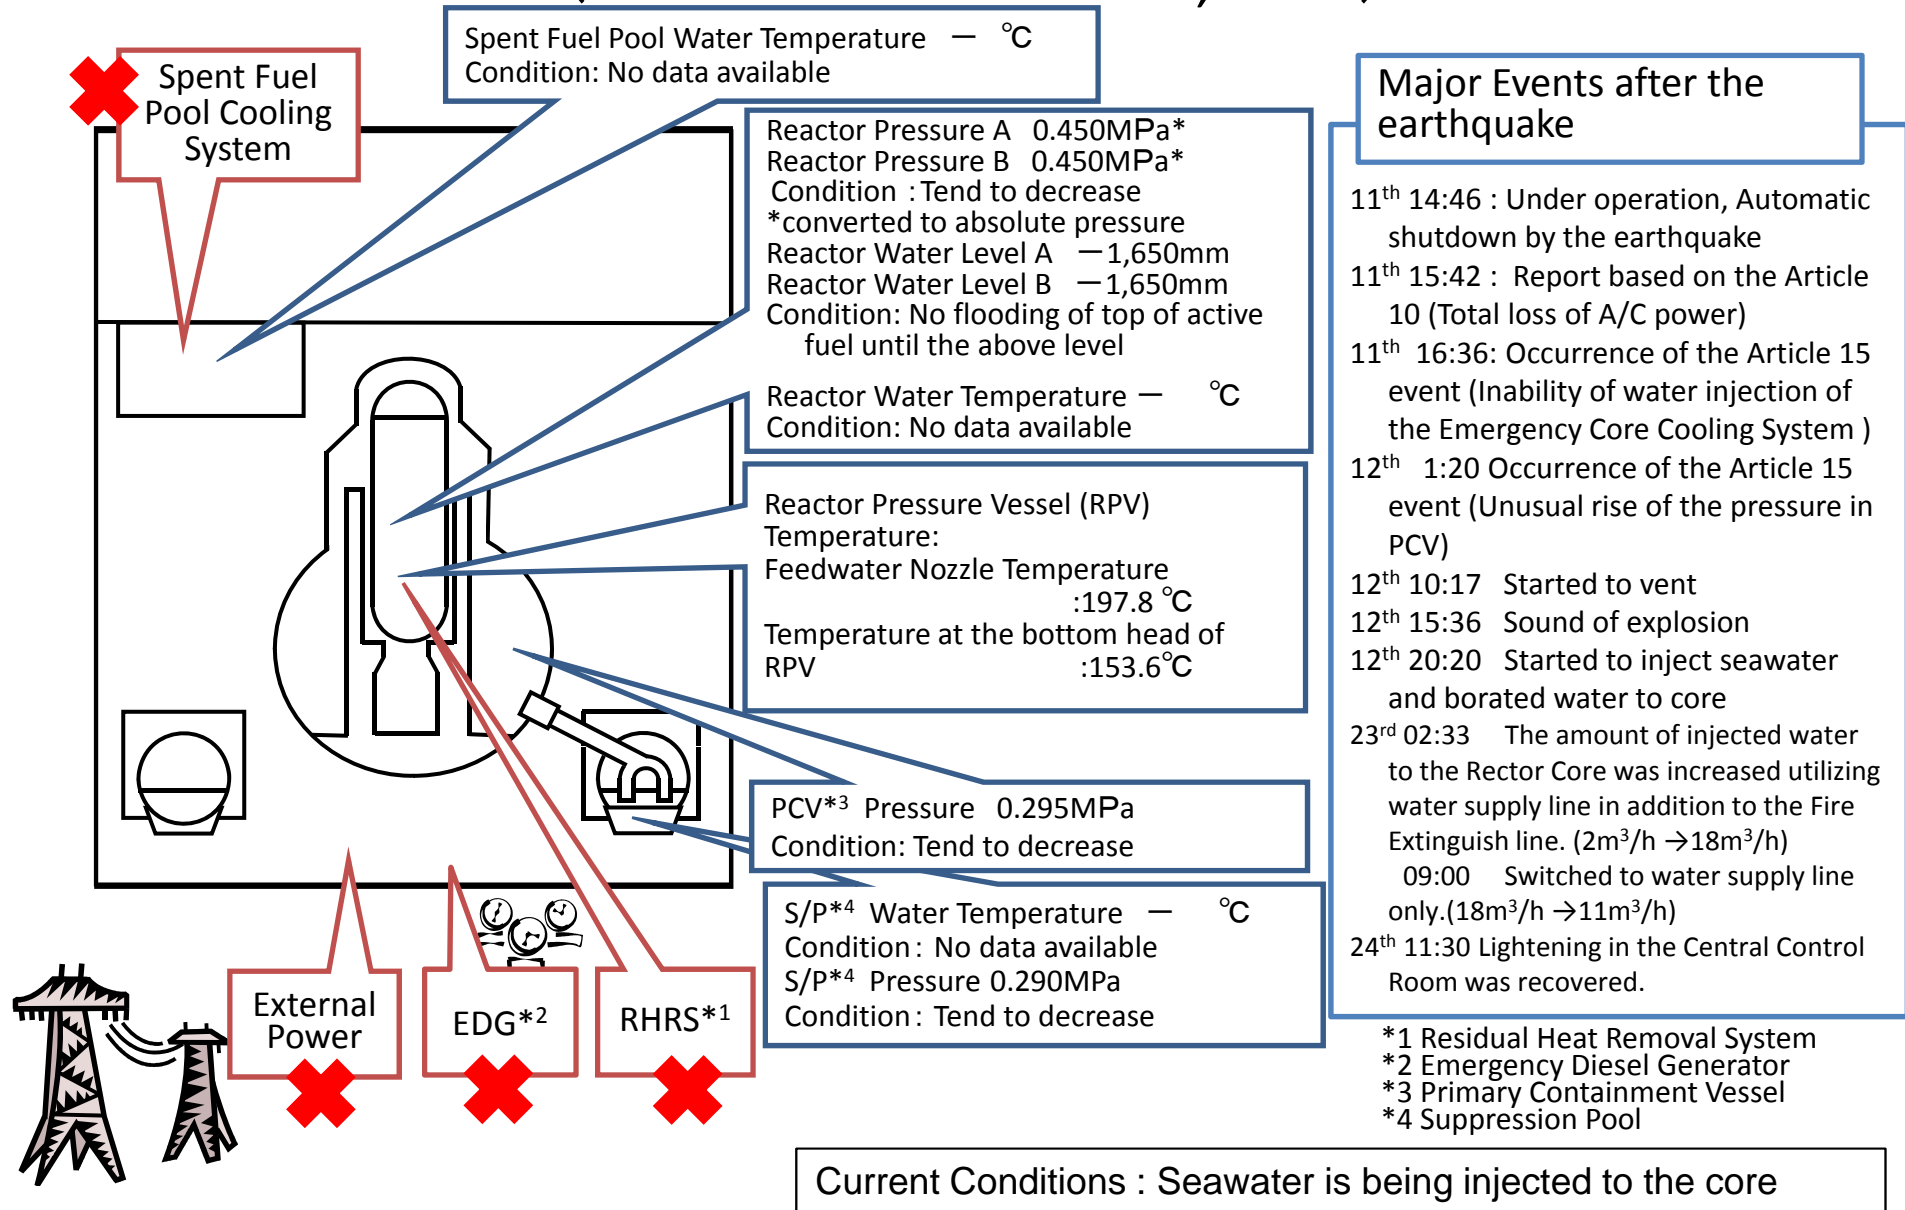 Spent Fuel Pool Water Temperature － ℃
Condition: No data available
Spent Fuel
Pool Cooling
System
Reactor Pressure A 0.450MPa*
Reactor Pressure B 0.450MPa*
Condition : Tend to decrease
*converted to absolute pressure
Reactor Water Level A －1,650mm
Reactor Water Level B －1,650mm
Condition: No flooding of top of active
fuel until the above level
Reactor Water Temperature － ℃
Condition: No data available
Reactor Pressure Vessel (RPV)
Temperature:
Feedwater Nozzle Temperature
:197.8 ℃
Temperature at the bottom head of
RPV :153.6℃
PCV*3 Pressure 0.295MPa
Condition: Tend to decrease
S/P*4 Water Temperature － ℃
Condition : No data available
S/P*4 Pressure 0.290MPa
Condition : Tend to decrease
External
Power
EDG*2
RHRS*1
Major Events after the
earthquake
11th 14:46 : Under operation, Automatic
shutdown by the earthquake
11th 15:42 : Report based on the Article
10 (Total loss of A/C power)
11th 16:36: Occurrence of the Article 15
event (Inability of water injection of
the Emergency Core Cooling System )
12th 1:20 Occurrence of the Article 15
event (Unusual rise of the pressure in
PCV)
12th 10:17 Started to vent
12th 15:36 Sound of explosion
12th 20:20 Started to inject seawater
and borated water to core
23rd 02:33 The amount of injected water
to the Rector Core was increased utilizing
water supply line in addition to the Fire
Extinguish line. (2m³/h →18m³/h)
09:00 Switched to water supply line
only.(18m³/h →11m³/h)
24th 11:30 Lightening in the Central Control
Room was recovered.
*1 Residual Heat Removal System
*2 Emergency Diesel Generator
*3 Primary Containment Vessel
*4 Suppression Pool
Current Conditions : Seawater is being injected to the core